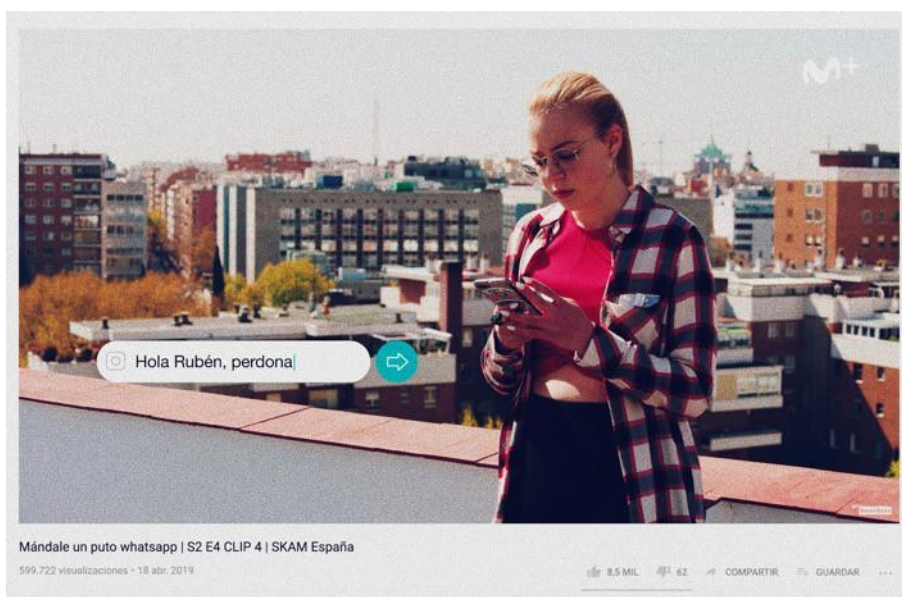 M+
Hola Rubén, perdona
Mándale un puto whatsapp | S2 E4 CLIP 4 | SKAM España
599.722 visualizaciones • 18 abr. 2019
8,5 MIL
62
COMPARTIR
GUARDAR